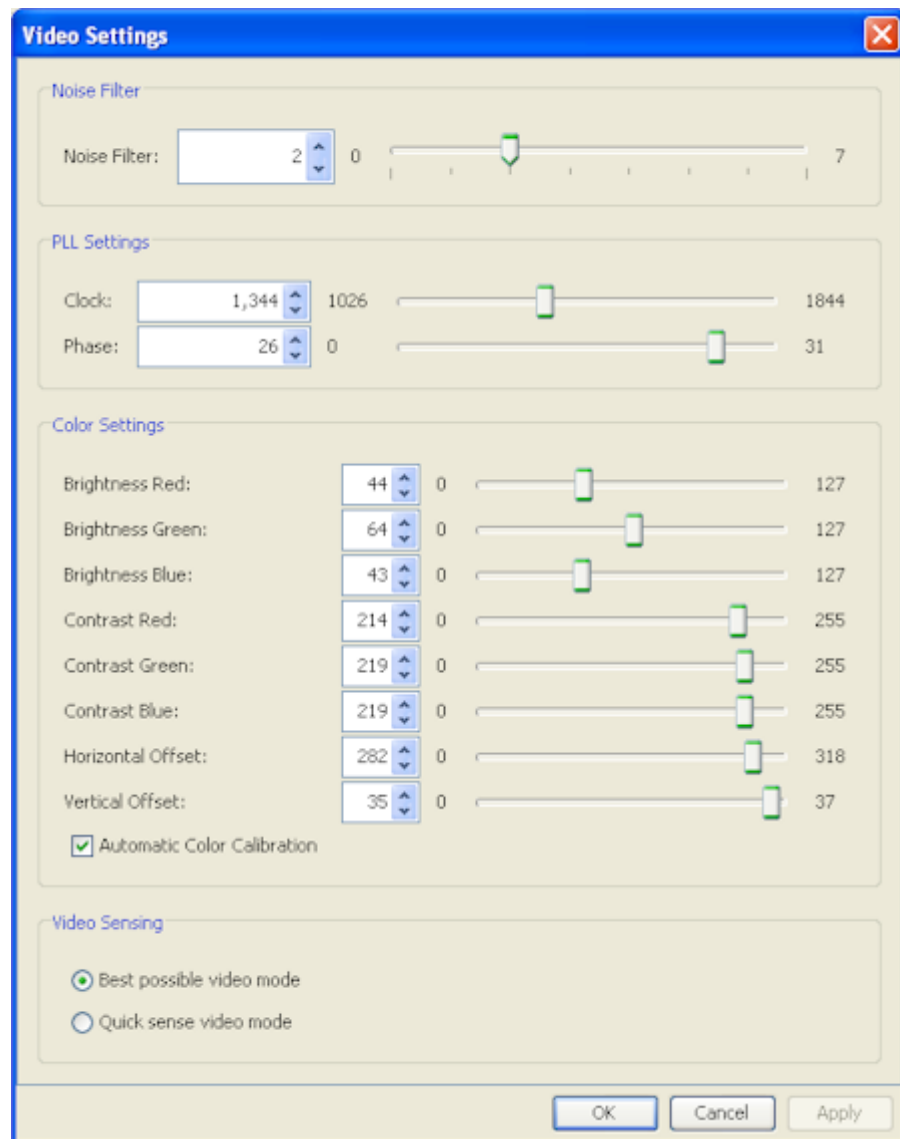 Video Settings
Noise Filter
Noise Filter: 2 0 7
PLL Settings
Clock: 1,344 1026 1844
Phase: 26 0 31
Color Settings
Brightness Red: 44 0 127
Brightness Green: 64 0 127
Brightness Blue: 43 0 127
Contrast Red: 214 0 255
Contrast Green: 219 0 255
Contrast Blue: 219 0 255
Horizontal Offset: 282 0 318
Vertical Offset: 35 0 37
Automatic Color Calibration
Video Sensing
Best possible video mode
Quick sense video mode
OK Cancel Apply